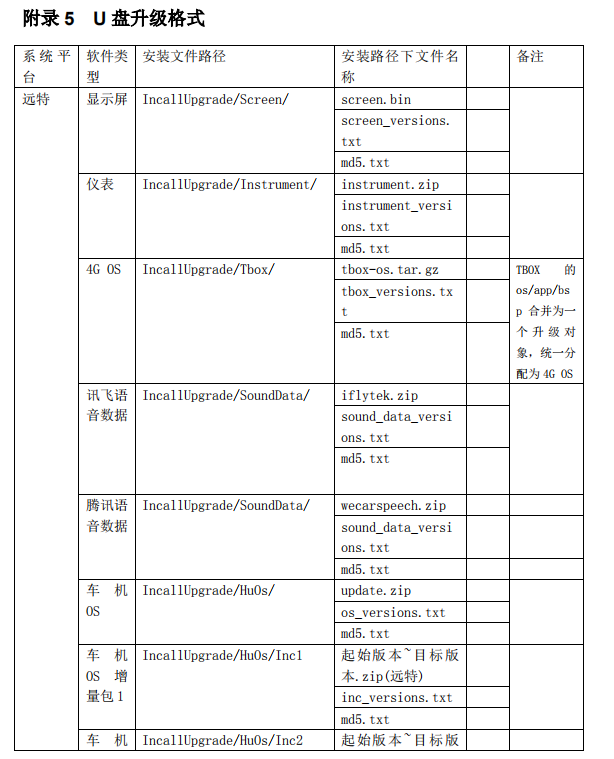 附录 5 U 盘升级格式
系统平台 软件类型 安装文件路径 安装路径下文件名称 备注
远特 显示屏 IncallUpgrade/Screen/ screen.bin
screen_versions.txt
md5.txt
仪表 IncallUpgrade/Instrument/ instrument.zip
instrument_versions.txt
md5.txt
4G OS IncallUpgrade/Tbox/ tbox-os.tar.gz TBOX 的 os/app/bsp 合并为一个升级对象，统一分配为 4G OS
tbox_versions.txt
md5.txt
讯飞语音数据 IncallUpgrade/SoundData/ iflytek.zip
sound_data_versions.txt
md5.txt
腾讯语音数据 IncallUpgrade/SoundData/ wecarspeech.zip
sound_data_versions.txt
md5.txt
车机 OS IncallUpgrade/HuOs/ update.zip
os_versions.txt
md5.txt
车机 OS 增量包 1 IncallUpgrade/HuOs/Inc1 起始版本~目标版本.zip(远特)
inc_versions.txt
md5.txt
车机 IncallUpgrade/HuOs/Inc2 起始版本~目标版